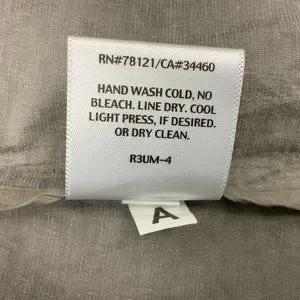 RN#78121/CA#34460
HAND WASH COLD, NO
BLEACH. LINE DRY. COOL
LIGHT PRESS, IF DESIRED.
OR DRY CLEAN.
R3UM-4
A